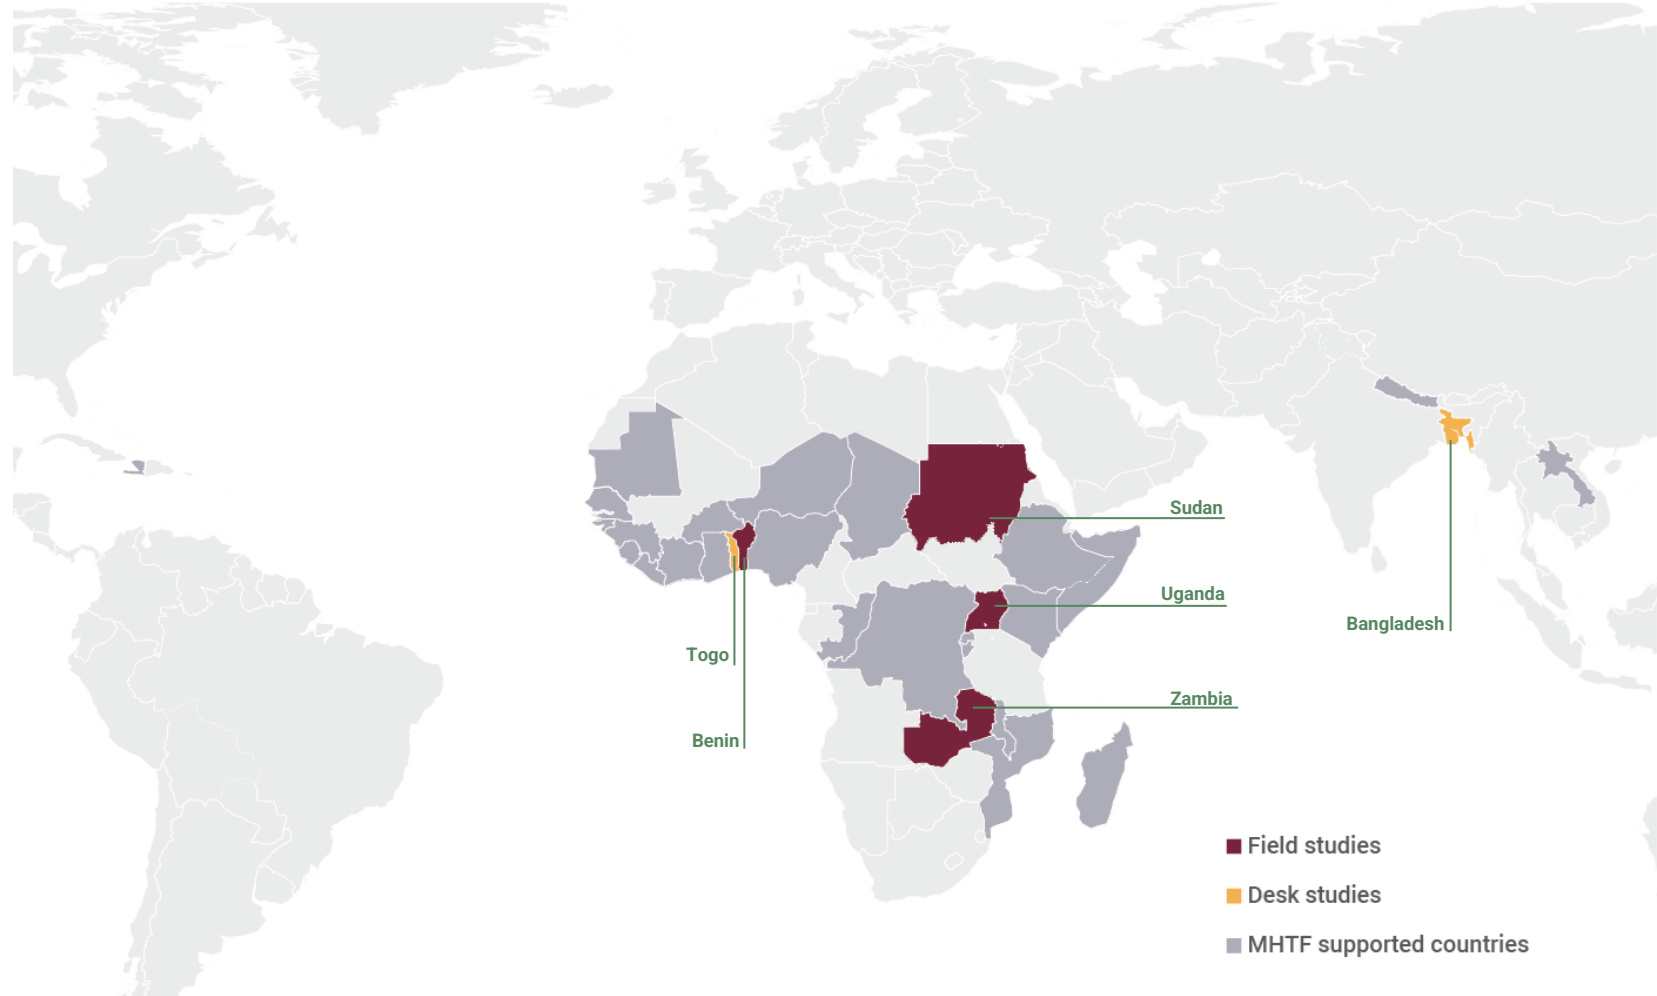 Sudan
Uganda
Bangladesh
Togo
Zambia
Benin
Field studies
Desk studies
MHTF supported countries